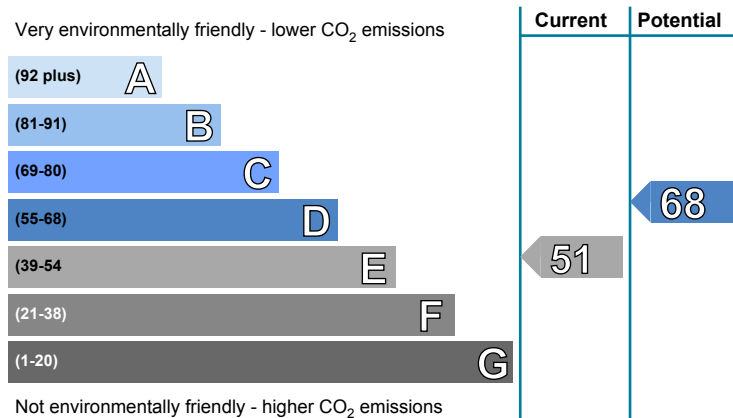 Current Potential
Very environmentally friendly - lower CO₂ emissions
(92 plus) A
(81-91) B
(69-80) C
(55-68) D
68
(39-54 E
51
(21-38) F
(1-20) G
Not environmentally friendly - higher CO₂ emissions